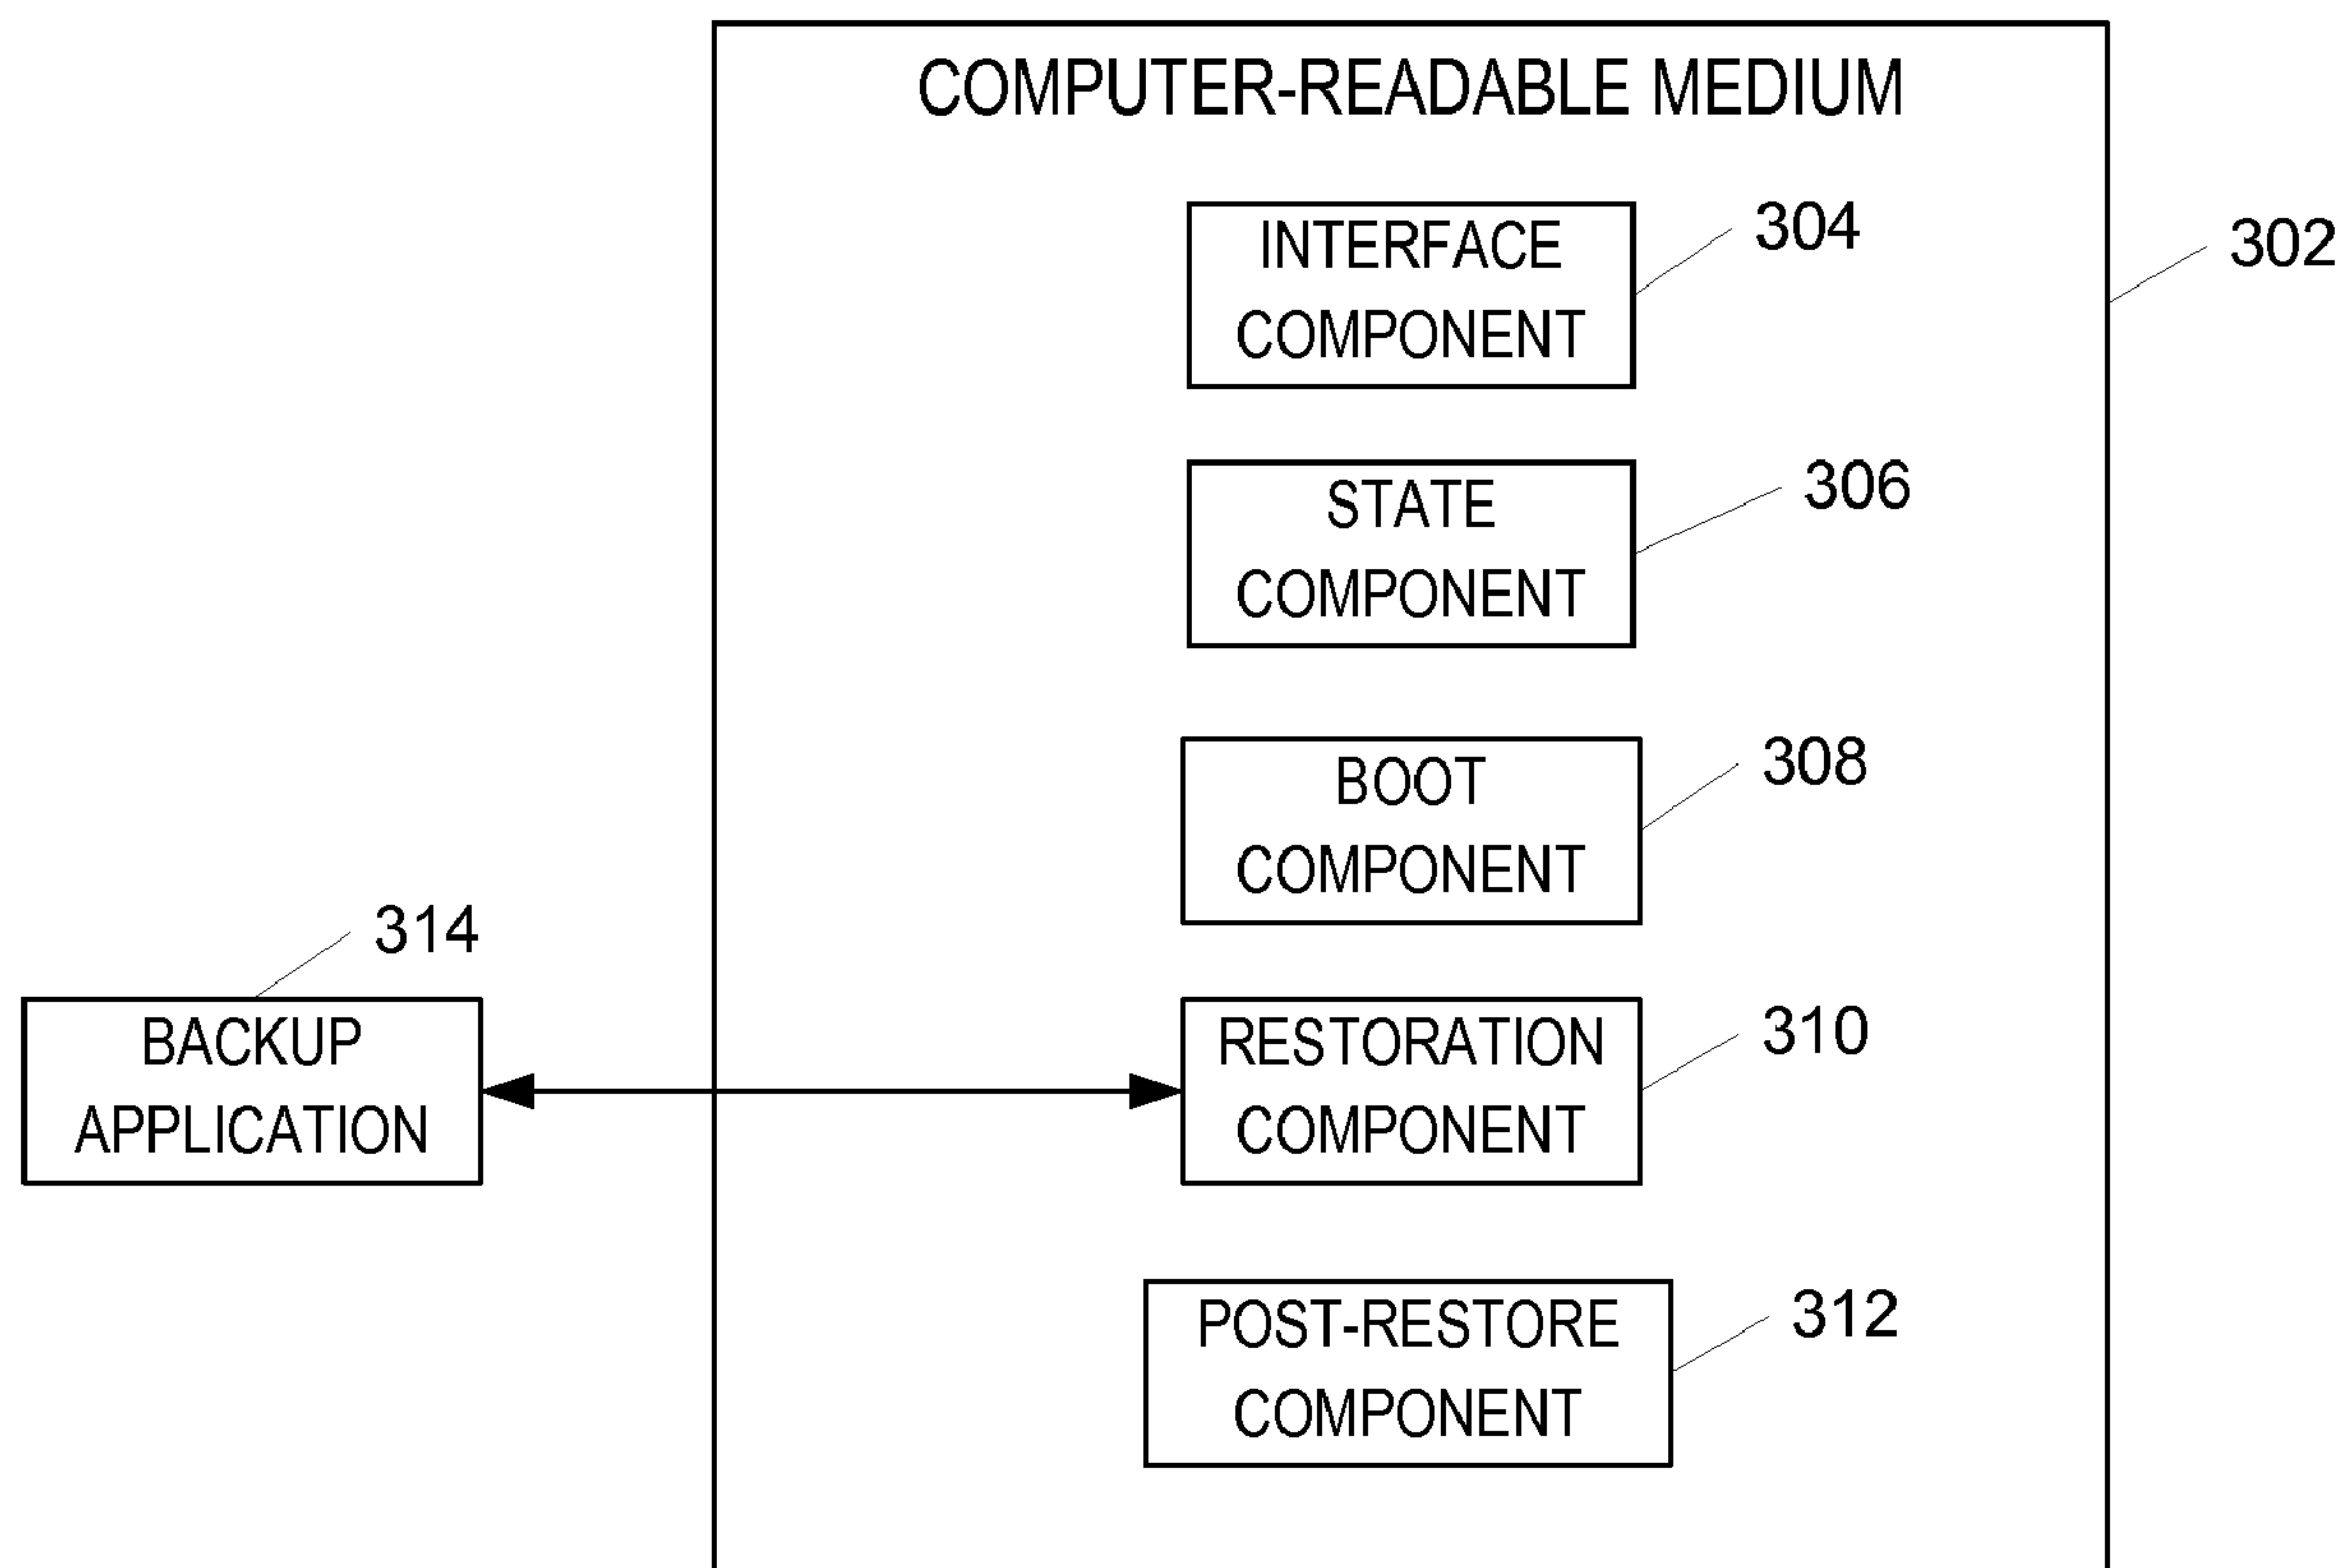 COMPUTER-READABLE MEDIUM
INTERFACE
COMPONENT
304
302
STATE
COMPONENT
306
BOOT
COMPONENT
308
314
BACKUP
APPLICATION
RESTORATION
COMPONENT
310
POST-RESTORE
COMPONENT
312